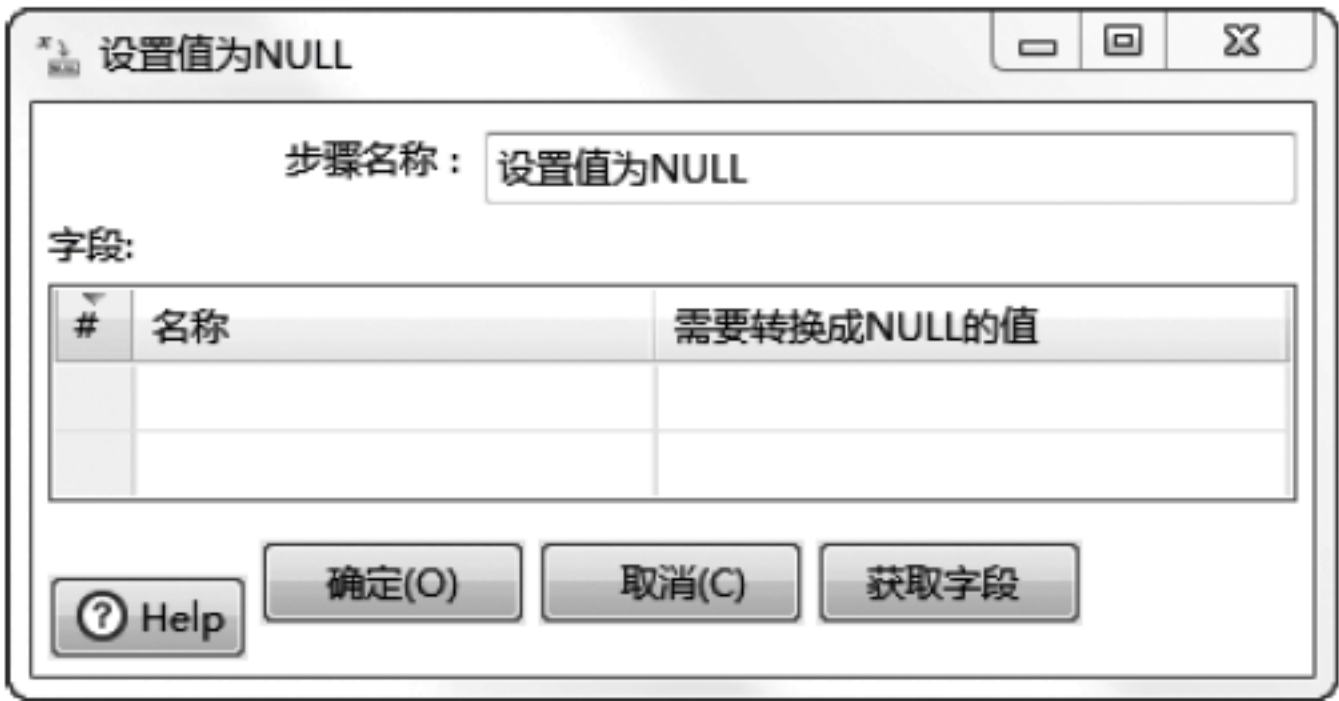 设置值为NULL
步骤名称： 设置值为NULL
字段:
# 名称 需要转换成NULL的值
确定(O) 取消(C) 获取字段
Help